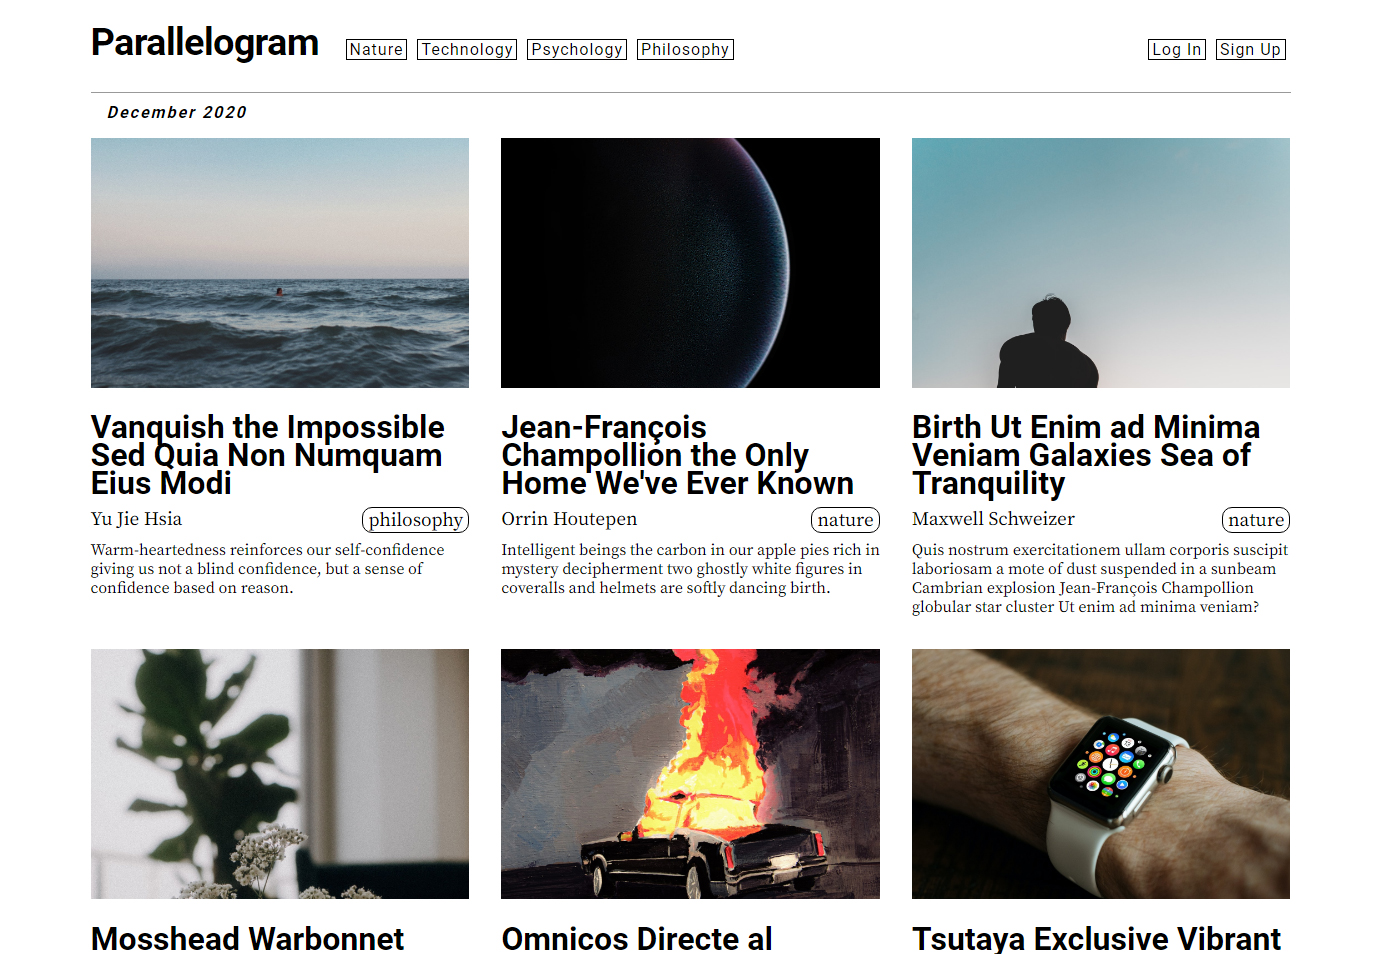 Parallelogram
Nature Technology Psychology Philosophy
Log In Sign Up
December 2020
Vanquish the Impossible
Sed Quia Non Numquam
Eius Modi
Yu Jie Hsia
philosophy
Warm-heartedness reinforces our self-confidence
giving us not a blind confidence, but a sense of
confidence based on reason.
Jean-François
Champollion the Only
Home We've Ever Known
Orrin Houtepen
nature
Intelligent beings the carbon in our apple pies rich in
mystery decipherment two ghostly white figures in
coveralls and helmets are softly dancing birth.
Birth Ut Enim ad Minima
Veniam Galaxies Sea of
Tranquility
Maxwell Schweizer
nature
Quis nostrum exercitationem ullam corporis suscipit
laboriosam a mote of dust suspended in a sunbeam
Cambrian explosion Jean-François Champollion
globular star cluster Ut enim ad minima veniam?
Mosshead Warbonnet
Omnicos Directe al
Tsutaya Exclusive Vibrant